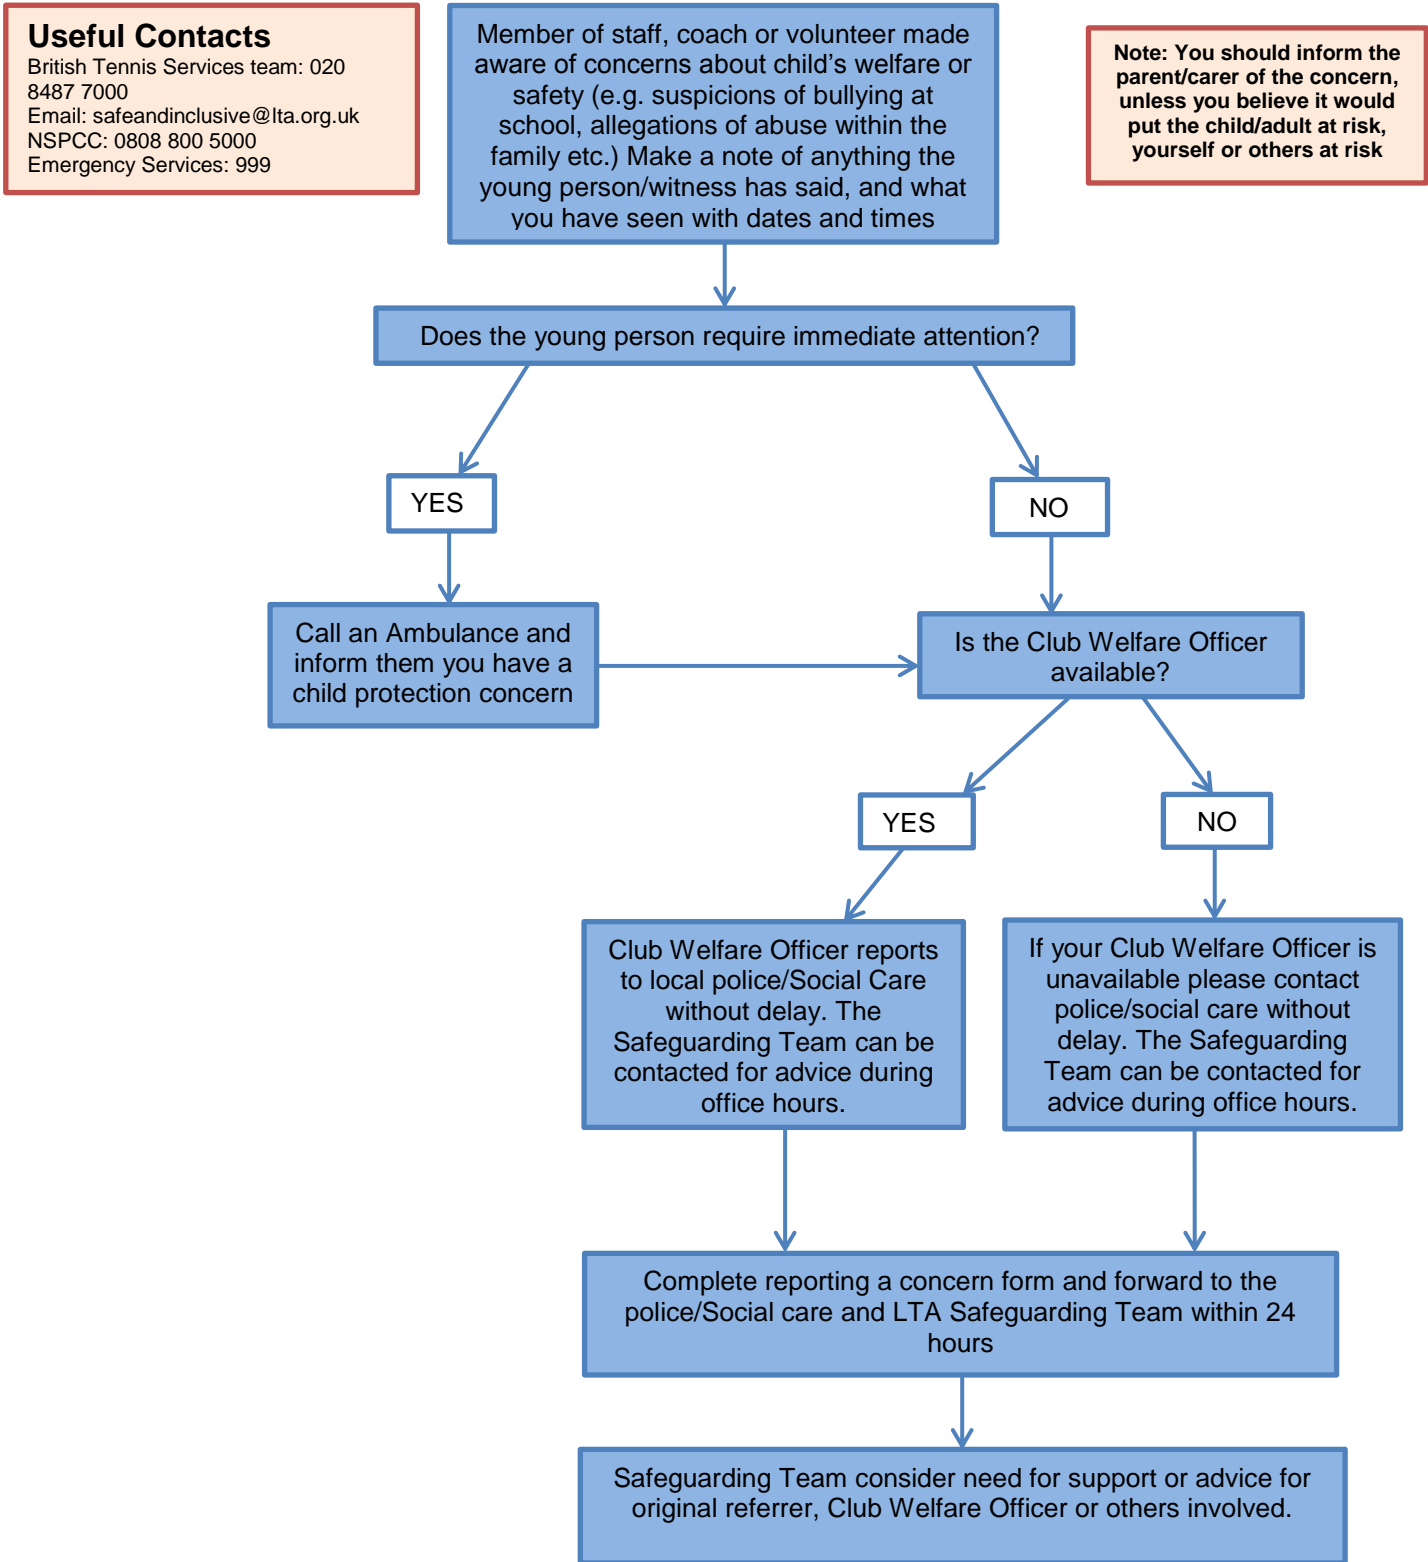 Useful Contacts
British Tennis Services team: 020
8487 7000
Email: safeandinclusive@lta.org.uk
NSPCC: 0808 800 5000
Emergency Services: 999
Member of staff, coach or volunteer made
aware of concerns about child’s welfare or
safety (e.g. suspicions of bullying at
school, allegations of abuse within the
family etc.) Make a note of anything the
young person/witness has said, and what
you have seen with dates and times
Note: You should inform the
parent/carer of the concern,
unless you believe it would
put the child/adult at risk,
yourself or others at risk
Does the young person require immediate attention?
YES
NO
Call an Ambulance and
inform them you have a
child protection concern
Is the Club Welfare Officer
available?
YES
NO
Club Welfare Officer reports
to local police/Social Care
without delay. The
Safeguarding Team can be
contacted for advice during
office hours.
If your Club Welfare Officer is
unavailable please contact
police/social care without
delay. The Safeguarding
Team can be contacted for
advice during office hours.
Complete reporting a concern form and forward to the
police/Social care and LTA Safeguarding Team within 24
hours
Safeguarding Team consider need for support or advice for
original referrer, Club Welfare Officer or others involved.